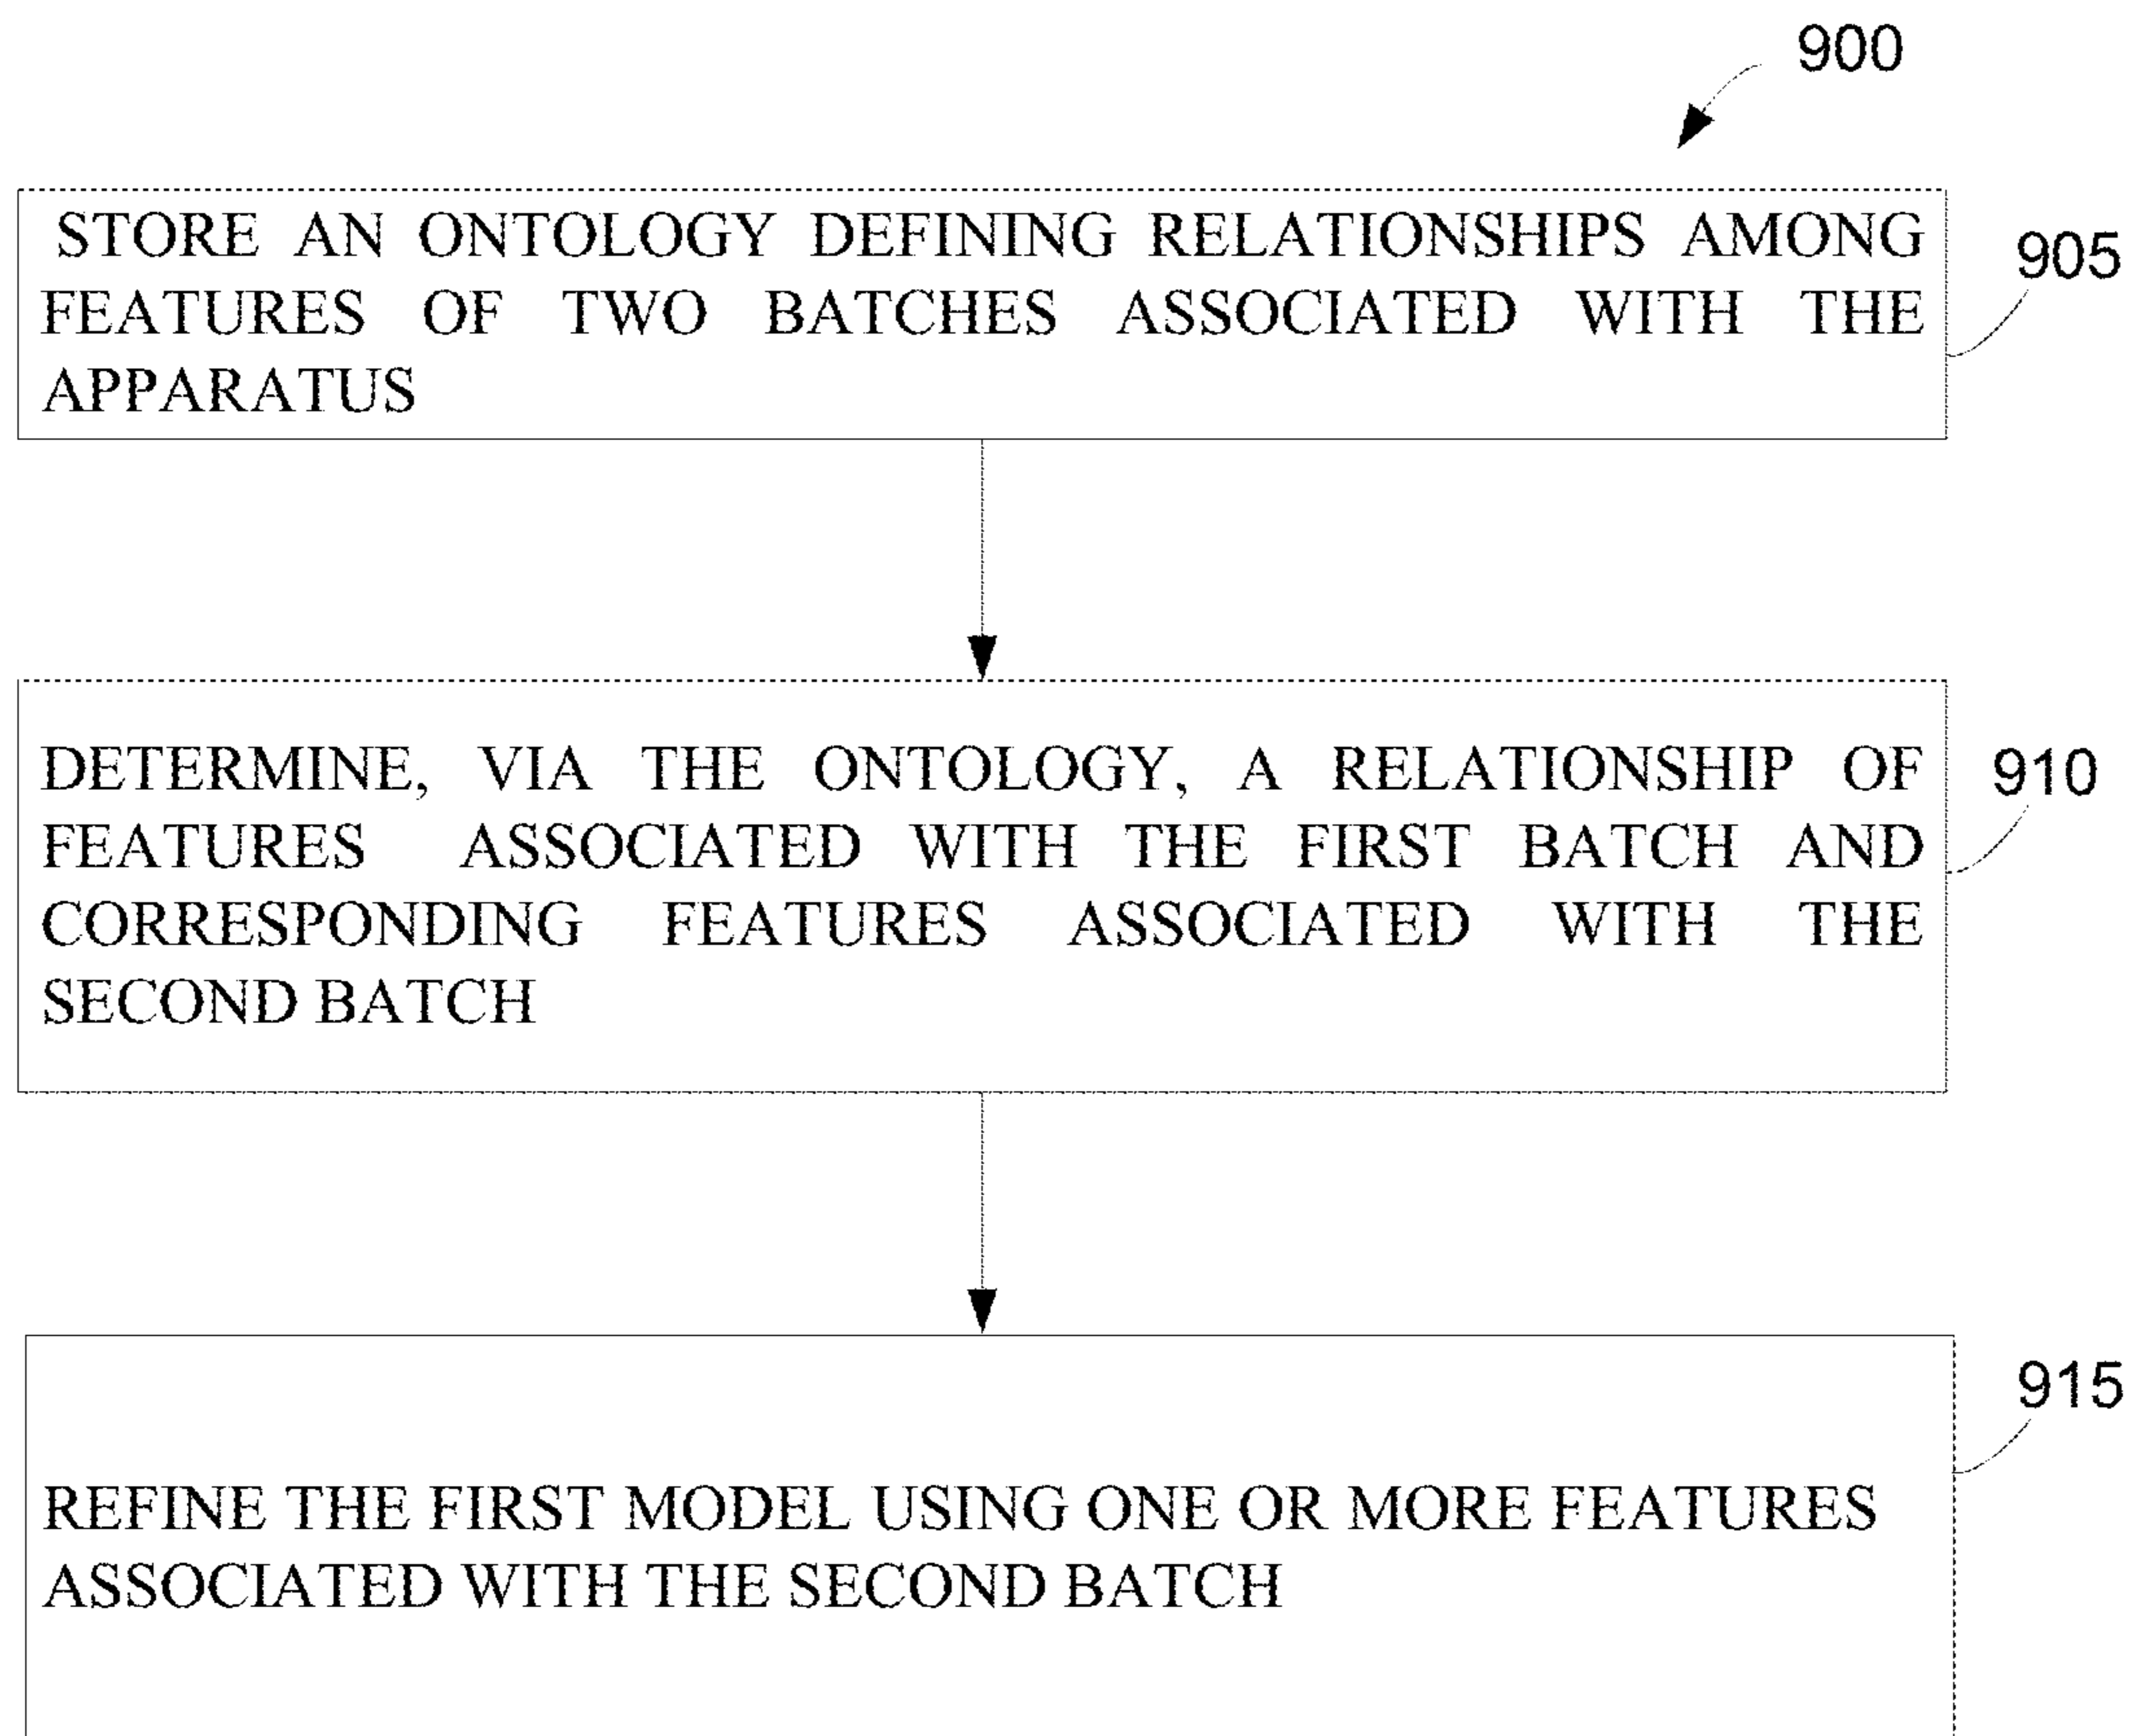 900
STORE AN ONTOLOGY DEFINING RELATIONSHIPS AMONG
FEATURES OF TWO BATCHES ASSOCIATED WITH THE
APPARATUS
905
DETERMINE, VIA THE ONTOLOGY, A RELATIONSHIP OF
FEATURES ASSOCIATED WITH THE FIRST BATCH AND
CORRESPONDING FEATURES ASSOCIATED WITH THE
SECOND BATCH
910
REFINE THE FIRST MODEL USING ONE OR MORE FEATURES
ASSOCIATED WITH THE SECOND BATCH
915